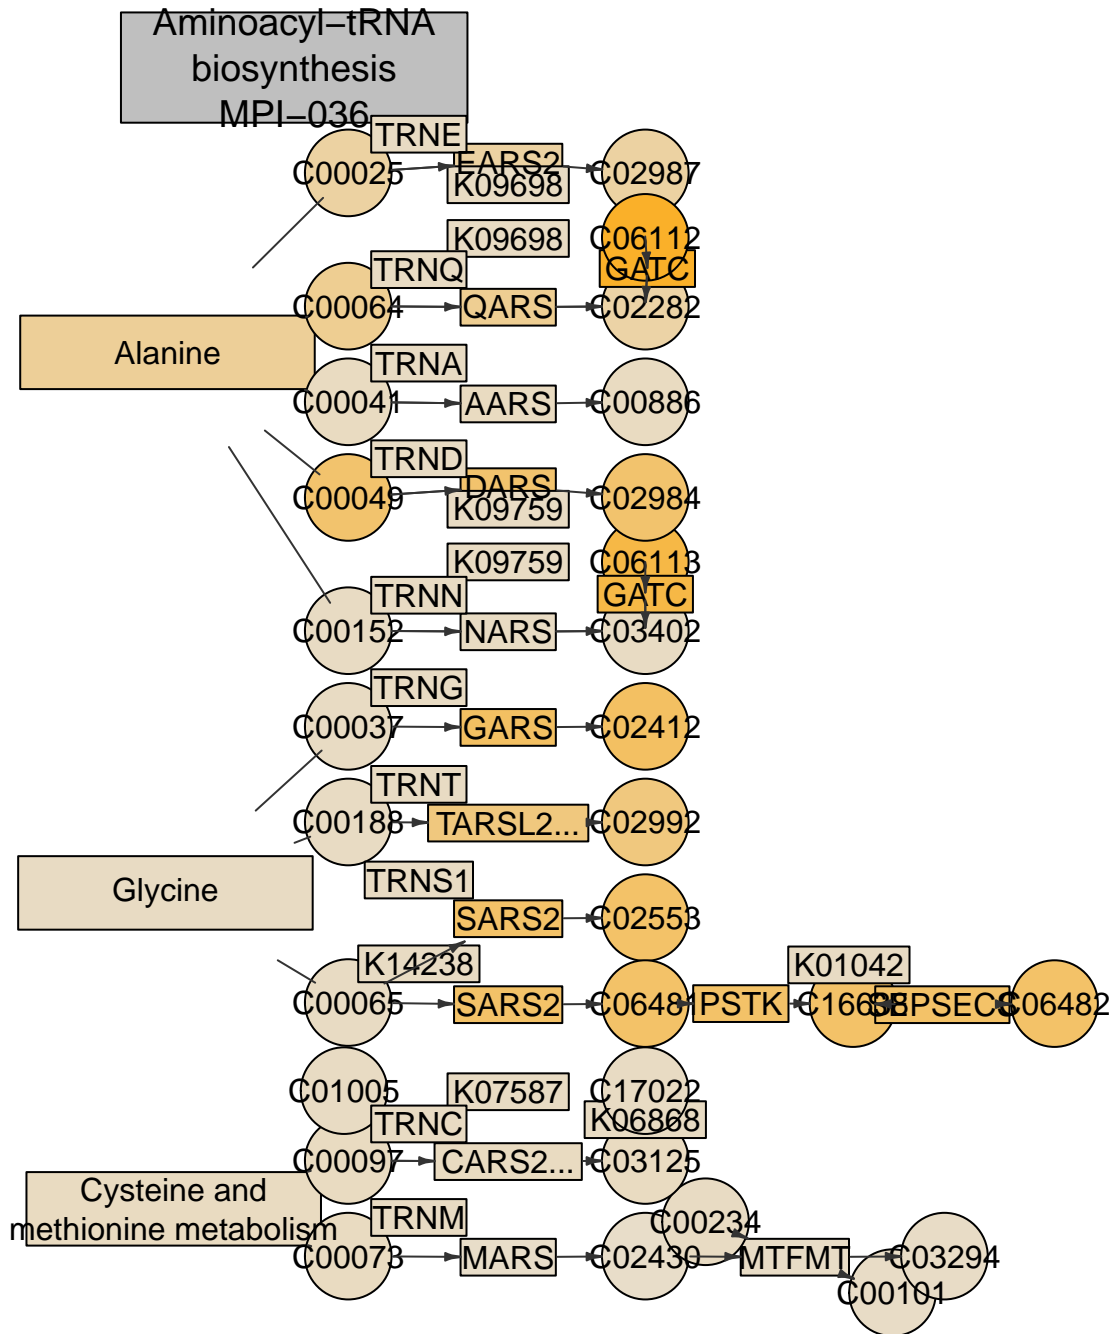 Aminoacyl−tRNA
biosynthesis
MPI−036
TRNE
C00025
EARS2
C02987
K09698
K09698
C06112
TRNQ
GATC
C00064
QARS
C02282
Alanine
TRNA
C00041
AARS
C00886
TRND
C00049
DARS
C02984
K09759
K09759
C06113
TRNN
GATC
C00152
NARS
C03402
TRNG
C00037
GARS
C02412
TRNT
C00188
TARSL2...
C02992
TRNS1
Glycine
SARS2
C02553
K14238
K01042
C00065
SARS2
C06481
PSTK
SEPSECS
C06482
C01005
K07587
C17022
TRNC
K06868
C00097
CARS2...
C03125
Cysteine and
methionine metabolism
TRNM
C00234
C00073
MARS
C02430
MTFMT
C03294
C00101